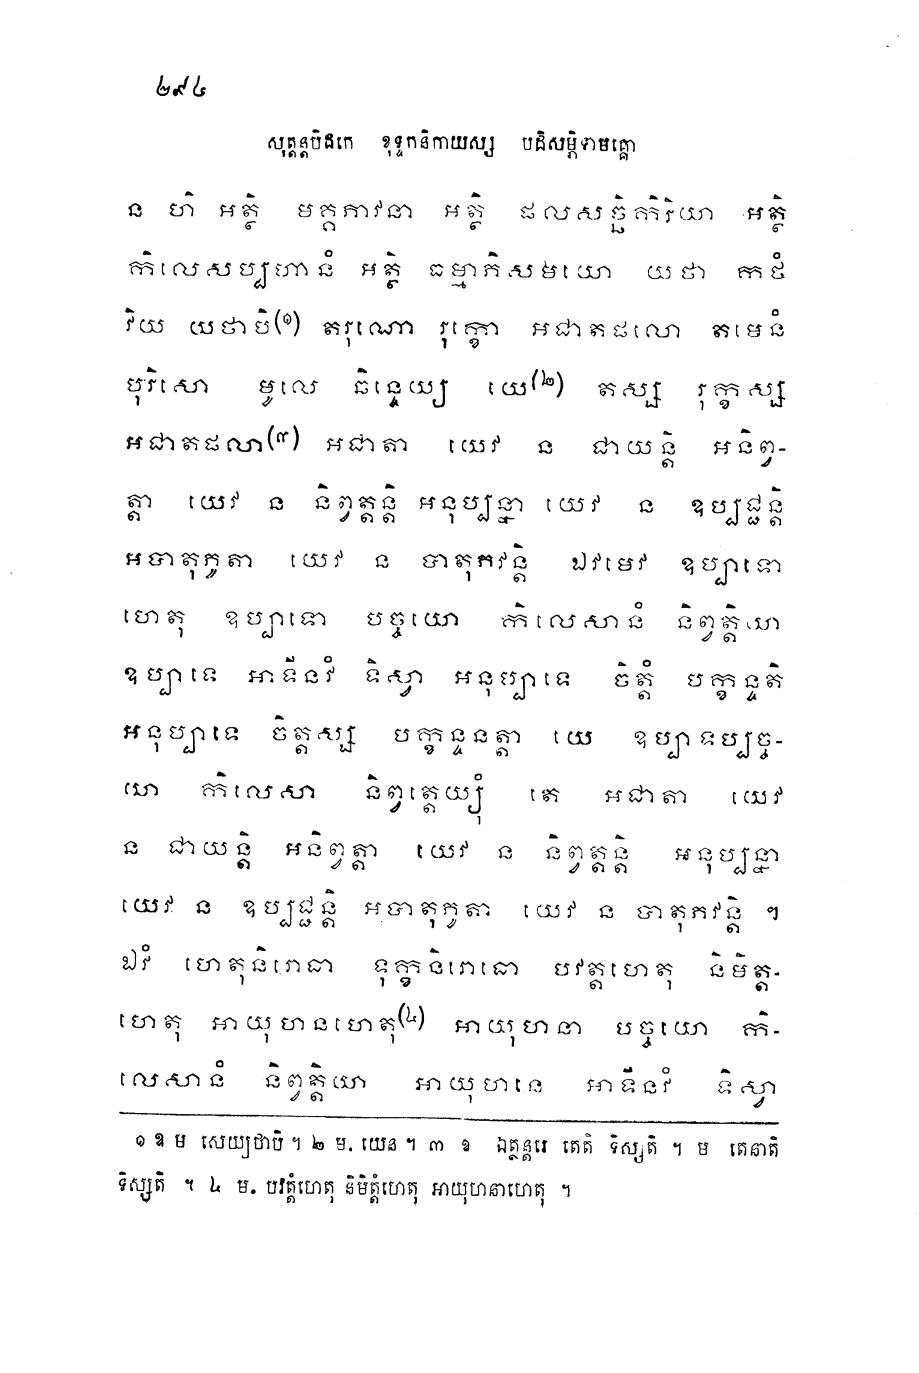 ២៩៤
សុត្តន្តបិដកេ ខុទ្ទកនិកាយស្ស បដិសម្ភិទាមគ្គោ
ន ហិ អត្ថិ មគ្គភាវនា អត្ថិ ផលសច្ឆិកិរិយា អត្ថិ
កិលេសប្បហានំ អត្ថិ ធម្មាភិសមយោ យថា កថំ
វិយ យថាបិ(១) តរុណោ រុក្ខោ អជាតផលោ តមេនំ
បុរិសោ មូលេ ឆិន្ទេយ្យ យេ(២) តស្ស រុក្ខស្ស
អជាតផលា(៣) អជាតា យេវ ន ជាយន្តិ អនិព្វ-
ត្តា យេវ ន និព្វត្តន្តិ អនុប្បន្នា យេវ ន ឧប្បជ្ជន្តិ
អបាតុភូតា យេវ ន បាតុភវន្តិ ឯវមេវ ឧប្បាទោ
ហេតុ ឧប្បាទោ បច្ចយោ កិលេសានំ និព្វត្តិយា
ឧប្បាទេ អាទីនវំ ទិស្វា អនុប្បាទេ ចិត្តំ បក្ខន្ទតិ
អនុប្បាទេ ចិត្តស្ស បក្ខន្ទនត្តា យេ ឧប្បាទប្បច្ច-
យា កិលេសា និព្វត្តេយ្យុំ តេ អជាតា យេវ
ន ជាយន្តិ អនិព្វត្តា យេវ ន និព្វត្តន្តិ អនុប្បន្នា
យេវ ន ឧប្បជ្ជន្តិ អបាតុភូតា យេវ ន បាតុភវន្តិ ។
ឯវំ ហេតុនិរោធា ទុក្ខនិរោធោ បវត្តហេតុ និមិត្ត-
ហេតុ អាយុហនហេតុ(៤) អាយុហនា បច្ចយោ កិ-
លេសានំ និព្វត្តិយា អាយុហនេ អាទីនវំ ទិស្វា
១ ឧ ម សេយ្យថាបិ ។ ២ ម. យេន ។ ៣ ឧ ឯត្ថន្តរេ តេតិ ទិស្សតិ ។ ម តេនាតិ
ទិស្សតិ ។ ៤ ម. បវត្តំហេតុ និមិត្តំហេតុ អាយុហនាហេតុ ។